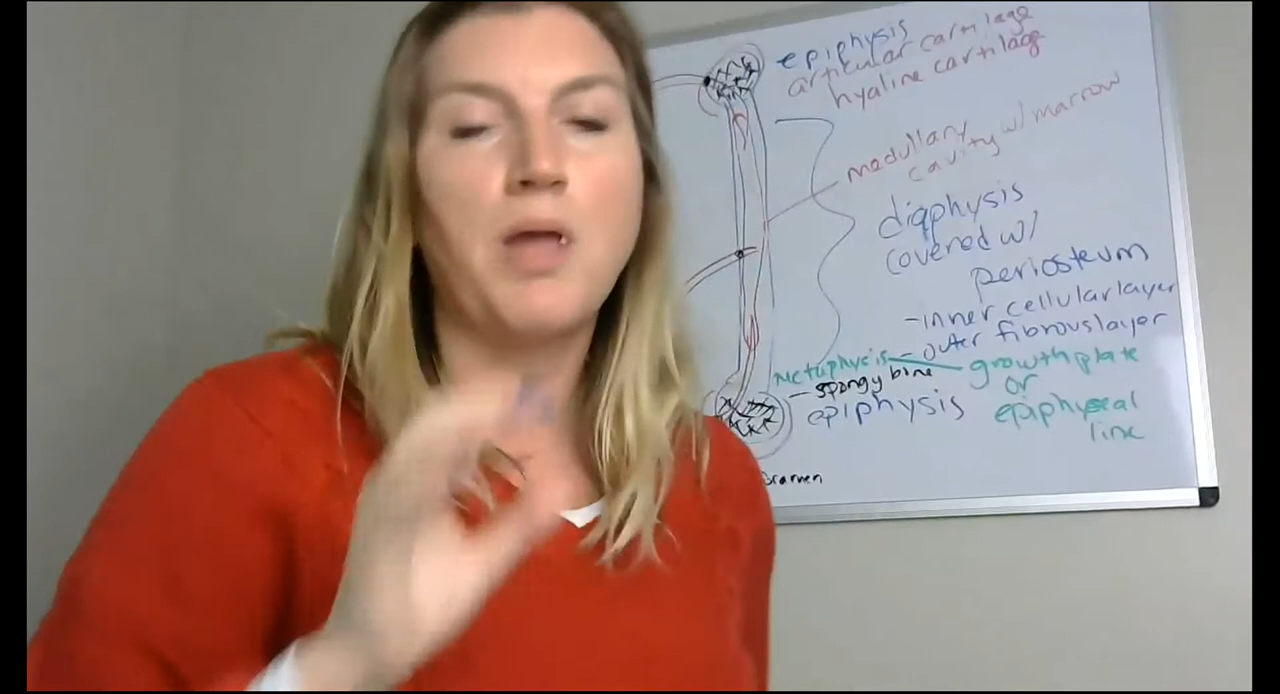 epiphysis
articular cartilage
hyaline cartilage
medullary
cavity w/ marrow
diaphysis
covered w/
periosteum
- inner cellular layer
- outer fibrous layer
metaphysis growth plate
- spongy bone or
epiphysis epiphyseal
line